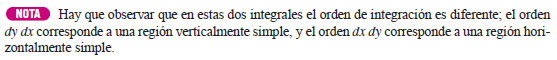 NOTA Hay que observar que en estas dos integrales el orden de integración es diferente; el orden
dy dx corresponde a una región verticalmente simple, y el orden dx dy corresponde a una región hori-
zontalmente simple.